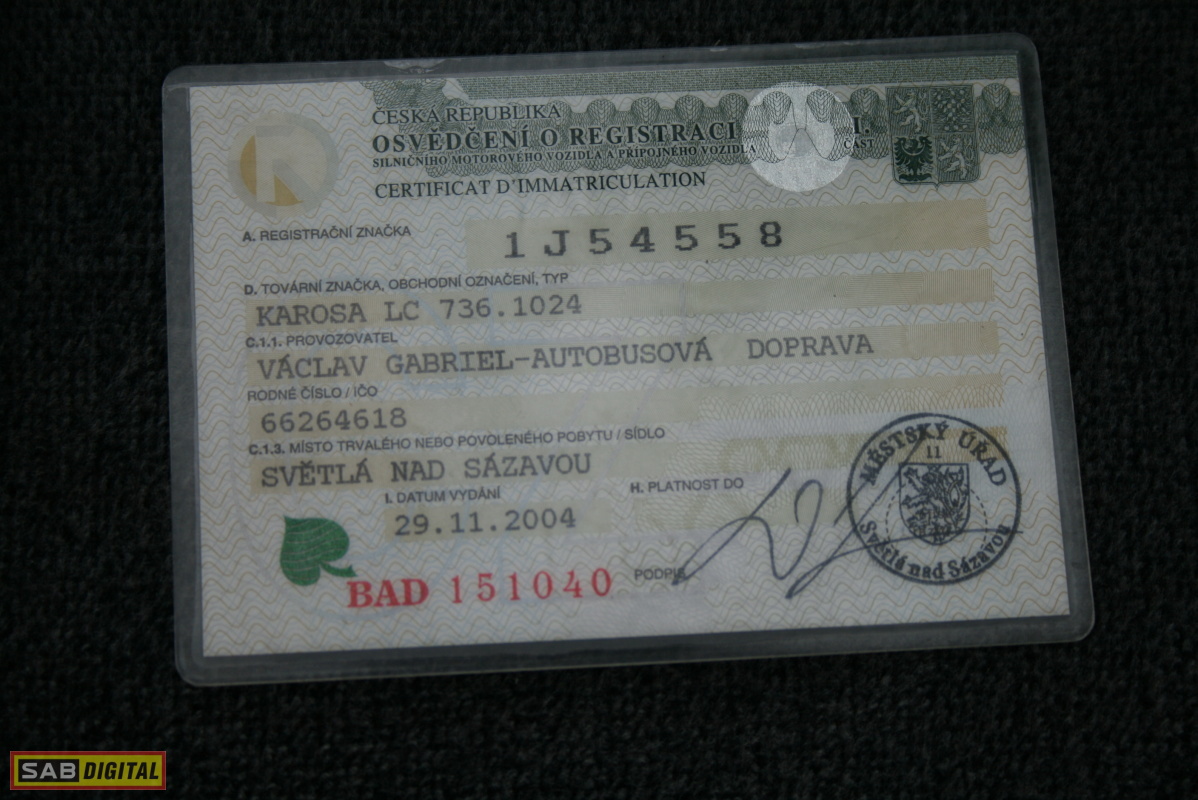 ČESKÁ REPUBLIKA
OSVĚDČENÍ O REGISTRACI I.
SILNIČNÍHO MOTOROVÉHO VOZIDLA A PŘÍPOJNÉHO VOZIDLA ČÁST
CERTIFICAT D'IMMATRICULATION
A. REGISTRAČNÍ ZNAČKA
1J54558
D. TOVÁRNÍ ZNAČKA, OBCHODNÍ OZNAČENÍ, TYP
KAROSA LC 736.1024
C.1.1. PROVOZOVATEL
VÁCLAV GABRIEL-AUTOBUSOVÁ DOPRAVA
RODNÉ ČÍSLO / IČO
66264618
C.1.3. MÍSTO TRVALÉHO NEBO POVOLENÉHO POBYTU / SÍDLO
SVĚTLÁ NAD SÁZAVOU
I. DATUM VYDÁNÍ H. PLATNOST DO
29.11.2004
BAD 151040
PODPIS
MĚSTSKÝ ÚŘAD
11
Světlá nad Sázavou
SAB DIGITAL